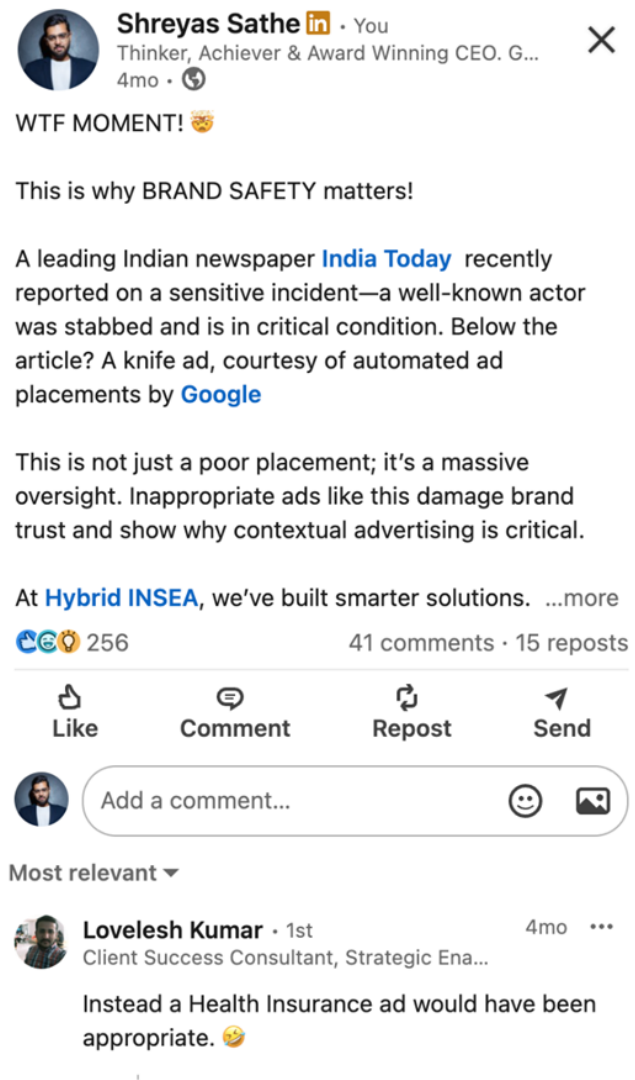 Shreyas Sathe in • You
Thinker, Achiever & Award Winning CEO. G...
4mo •
WTF MOMENT! 🤯
This is why BRAND SAFETY matters!
A leading Indian newspaper India Today recently
reported on a sensitive incident—a well-known actor
was stabbed and is in critical condition. Below the
article? A knife ad, courtesy of automated ad
placements by Google
This is not just a poor placement; it's a massive
oversight. Inappropriate ads like this damage brand
trust and show why contextual advertising is critical.
At Hybrid INSEA, we've built smarter solutions. ...more
256 41 comments • 15 reposts
Like Comment Repost Send
Add a comment...
Most relevant
Lovelesh Kumar • 1st 4mo •••
Client Success Consultant, Strategic Ena...
Instead a Health Insurance ad would have been
appropriate. 🤣